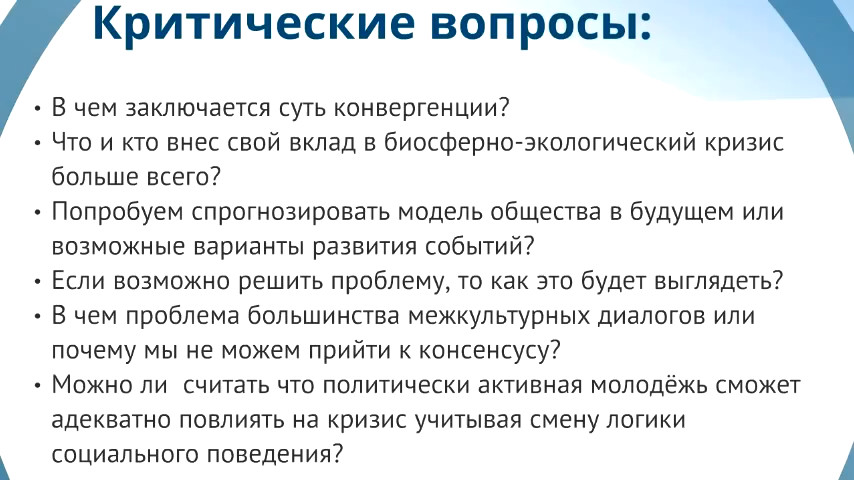 Критические вопросы:
• В чем заключается суть конвергенции?
• Что и кто внес свой вклад в биосферно-экологический кризис
больше всего?
• Попробуем спрогнозировать модель общества в будущем или
возможные варианты развития событий?
• Если возможно решить проблему, то как это будет выглядеть?
• В чем проблема большинства межкультурных диалогов или
почему мы не можем прийти к консенсусу?
• Можно ли  считать что политически активная молодёжь сможет
адекватно повлиять на кризис учитывая смену логики
социального поведения?